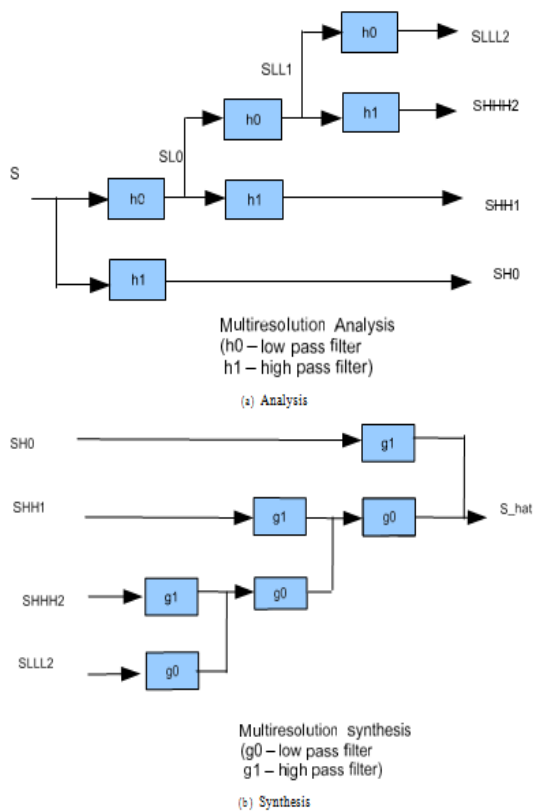 h0
SLLL2
SLL1
h0
h1
SHHH2
SL0
S
h0
h1
SHH1
h1
SH0
Multiresolution Analysis
(h0 – low pass filter
h1 – high pass filter)
(a) Analysis
SH0
g1
SHH1
g1
g0
S_hat
SHHH2
g1
g0
SLLL2
g0
Multiresolution synthesis
(g0 – low pass filter
g1 – high pass filter)
(b) Synthesis